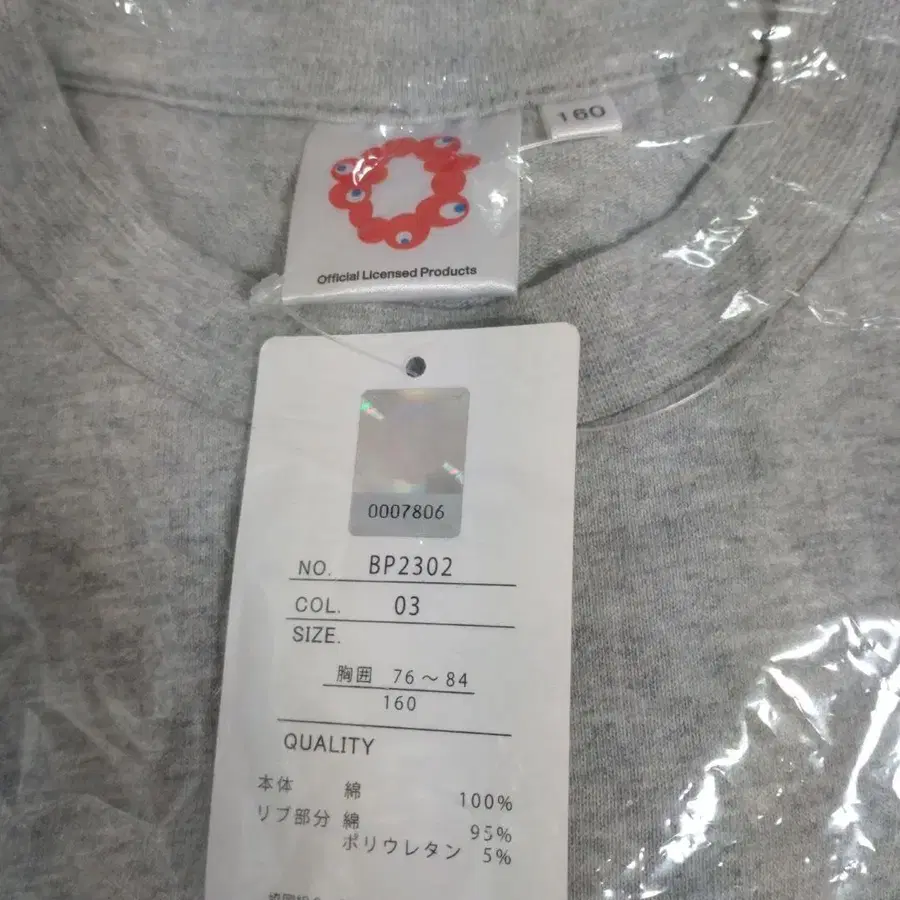 160
Official Licensed Products
0007806
NO. BP2302
COL. 03
SIZE.
胸囲 76～84
160
QUALITY
本体 綿 100%
リブ部分 綿 95%
ポリウレタン 5%